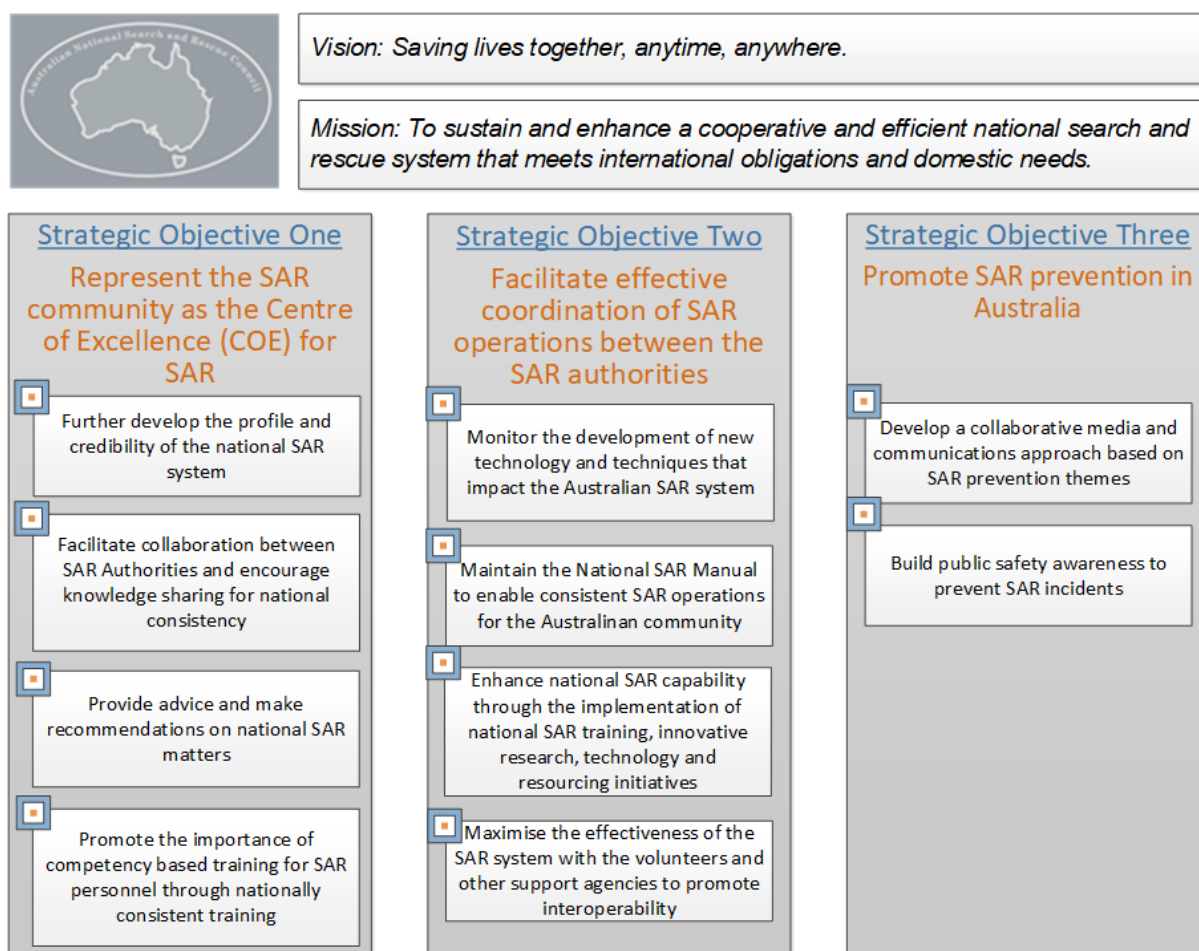 Australian National Search and Rescue Council
Vision: Saving lives together, anytime, anywhere.
Mission: To sustain and enhance a cooperative and efficient national search and
rescue system that meets international obligations and domestic needs.
Strategic Objective One
Represent the SAR
community as the Centre
of Excellence (COE) for
SAR
Further develop the profile and
credibility of the national SAR
system
Facilitate collaboration between
SAR Authorities and encourage
knowledge sharing for national
consistency
Provide advice and make
recommendations on national SAR
matters
Promote the importance of
competency based training for SAR
personnel through nationally
consistent training
Strategic Objective Two
Facilitate effective
coordination of SAR
operations between the
SAR authorities
Monitor the development of new
technology and techniques that
impact the Australian SAR system
Maintain the National SAR Manual
to enable consistent SAR operations
for the Australinan community
Enhance national SAR capability
through the implementation of
national SAR training, innovative
research, technology and
resourcing initiatives
Maximise the effectiveness of the
SAR system with the volunteers and
other support agencies to promote
interoperability
Strategic Objective Three
Promote SAR prevention in
Australia
Develop a collaborative media and
communications approach based on
SAR prevention themes
Build public safety awareness to
prevent SAR incidents